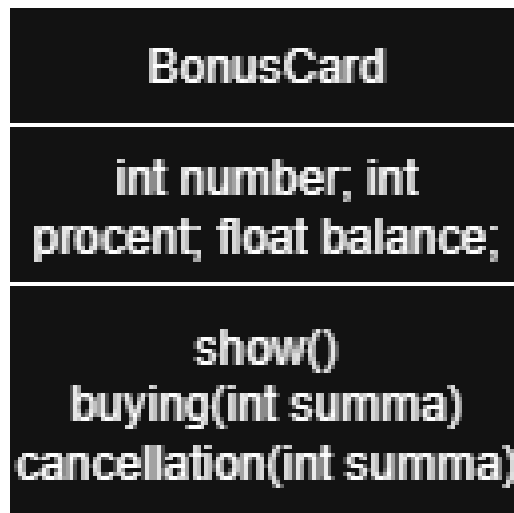 BonusCard
int number; int
procent; float balance;
show()
buying(int summa)
cancellation(int summa)